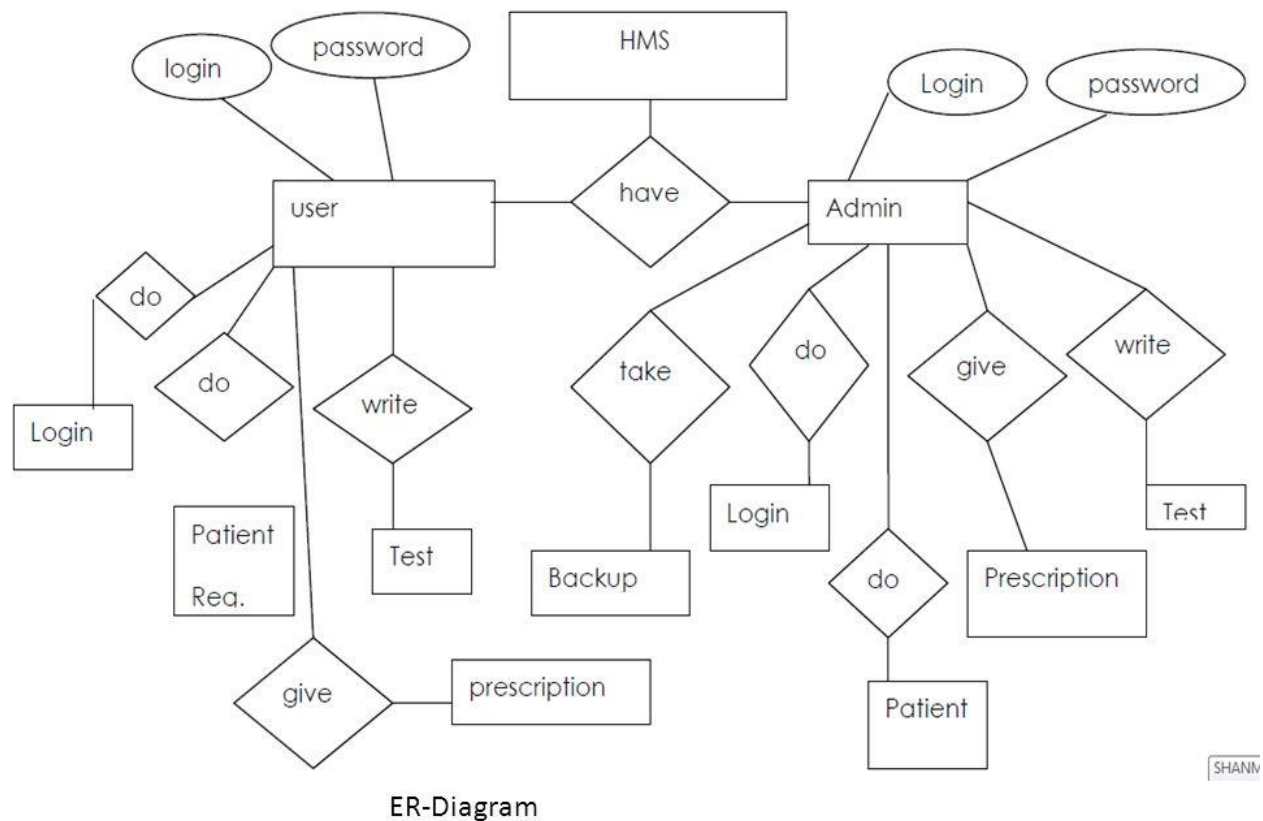 login
password
HMS
Login
password
user
have
Admin
do
do
write
take
do
give
write
Login
Patient
Reg.
Test
Backup
Login
do
Prescription
Test
give
prescription
Patient
SHANM
ER-Diagram